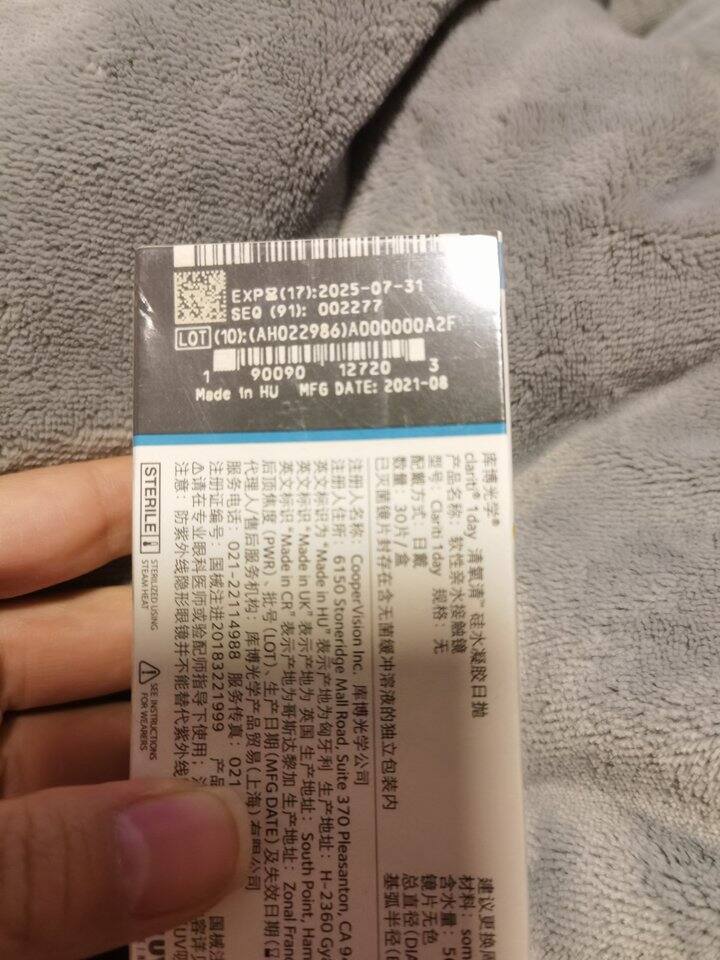 EXP (17):2025-07-31
SEQ (91): 002277
LOT (10):(AH022986)A000000A2F
1 90090 12720 3
Made in HU MFG DATE: 2021-08
库博光学®
clariti® 1day 清氧清™ 硅水凝胶日抛
产品名称：软性亲水接触镜
型号：Clariti 1day 规格：无
配戴方式：日戴
数量：30片/盒
已灭菌镜片封存在含无菌缓冲溶液的独立包装内
注册人名称：CooperVision Inc. 库博光学公司
注册人住所：6150 Stoneridge Mall Road, Suite 370 Pleasanton, CA 94
英文标识为"Made in HU"表示产地为匈牙利 生产地址：H-2360 Gy
英文标识"Made in UK"表示产地为英国 生产地址：South Point, Ham
英文标识"Made in CR"表示产地为哥斯达黎加 生产地址：Zonal Fran
后顶焦度 (PWR)、批号 (LOT)、生产日期 (MFG DATE) 及失效日期 (
代理人/售后服务机构：库博光学产品贸易(上海)有限公司
服务电话：021-22114988 服务传真：021
注册证编号：国械注进20183221999 产品
国械注
请在专业眼科医师或验配师指导下使用；
注意：防紫外线隐形眼镜并不能替代紫外线
STERILE
STERILIZED USING
STEAM HEAT
SEE INSTRUCTIONS
FOR WEARERS
建议更换周
材料：som
含水量：5
镜片无色
总直径(DIA
基弧半径(
UV